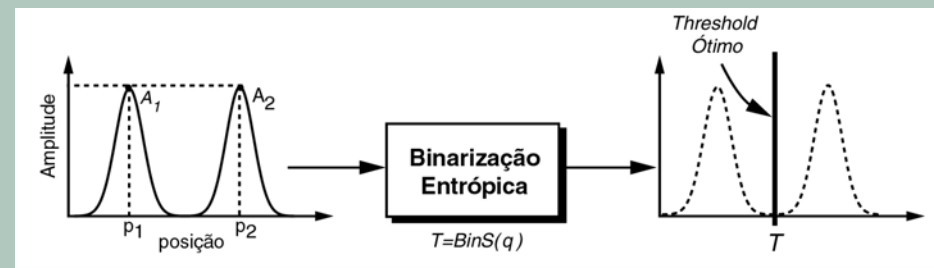 Amplitude
A1
A2
p1
p2
posição
Binarização
Entrópica
T=BinS(q)
Threshold
Ótimo
T